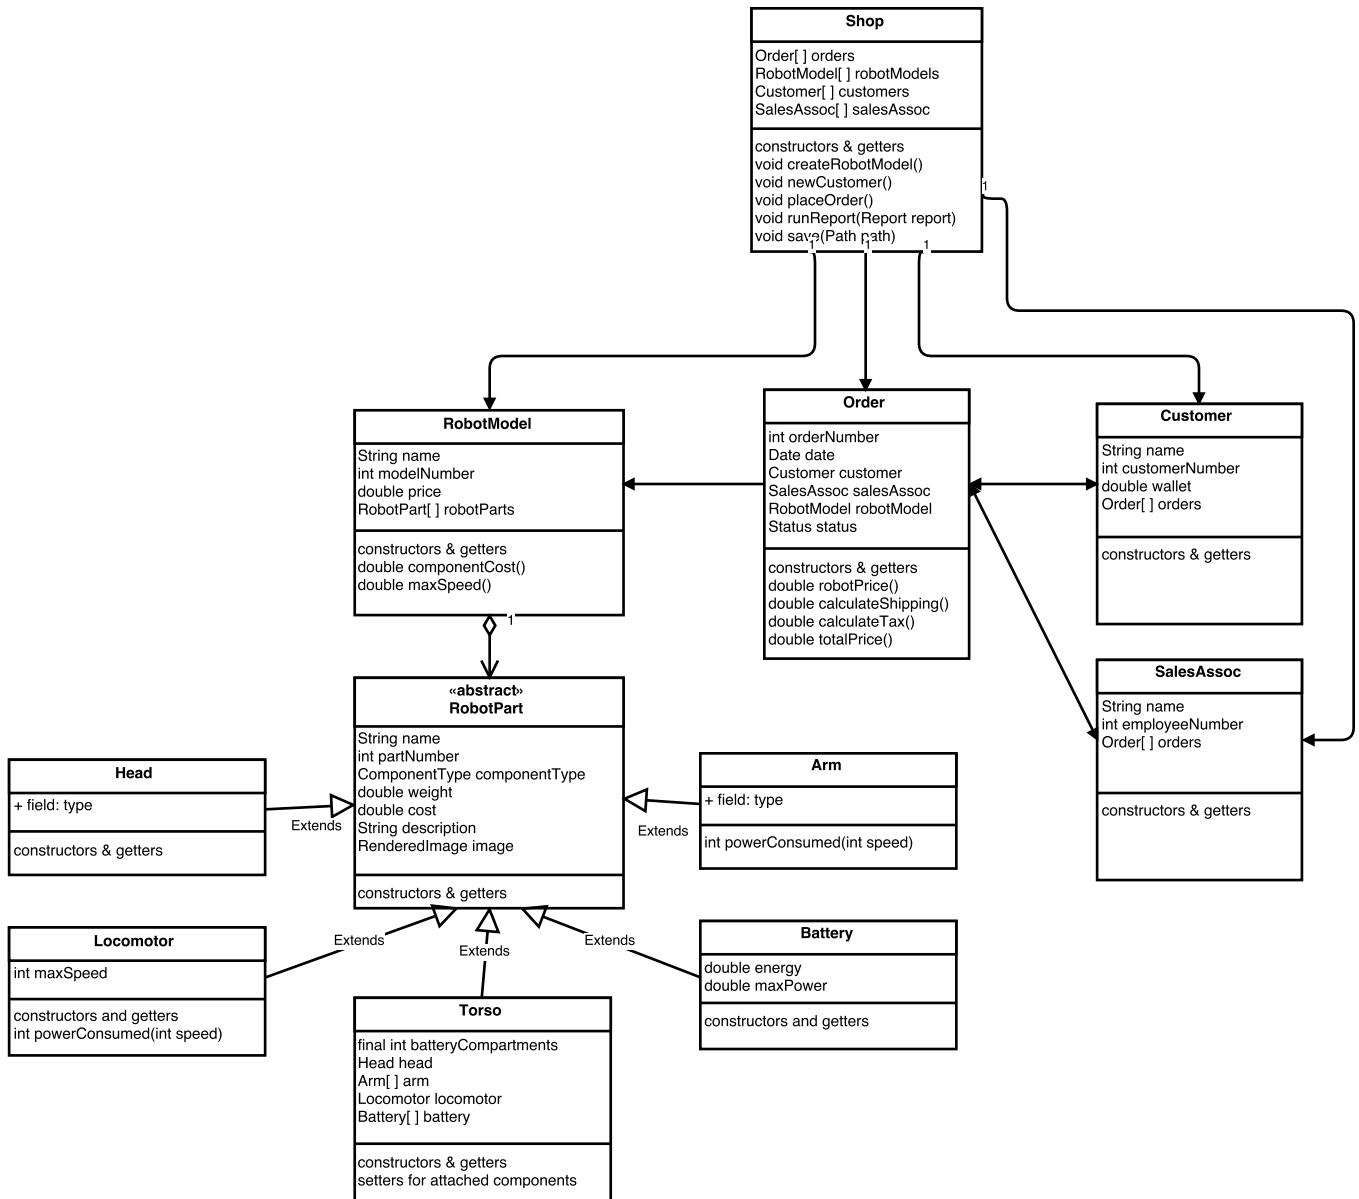 Shop
Order[ ] orders
RobotModel[ ] robotModels
Customer[ ] customers
SalesAssoc[ ] salesAssoc
constructors & getters
void createRobotModel()
void newCustomer()
void placeOrder()
void runReport(Report report)
void save(Path path)
1
1
1
1
RobotModel
String name
int modelNumber
double price
RobotPart[ ] robotParts
constructors & getters
double componentCost()
double maxSpeed()
1
Order
int orderNumber
Date date
Customer customer
SalesAssoc salesAssoc
RobotModel robotModel
Status status
constructors & getters
double robotPrice()
double calculateShipping()
double calculateTax()
double totalPrice()
Customer
String name
int customerNumber
double wallet
Order[ ] orders
constructors & getters
SalesAssoc
String name
int employeeNumber
Order[ ] orders
constructors & getters
«abstract»
RobotPart
String name
int partNumber
ComponentType componentType
double weight
double cost
String description
RenderedImage image
constructors & getters
Head
+ field: type
constructors & getters
Extends
Arm
+ field: type
int powerConsumed(int speed)
Extends
Locomotor
int maxSpeed
constructors and getters
int powerConsumed(int speed)
Extends
Extends
Extends
Battery
double energy
double maxPower
constructors and getters
Torso
final int batteryCompartments
Head head
Arm[ ] arm
Locomotor locomotor
Battery[ ] battery
constructors & getters
setters for attached components